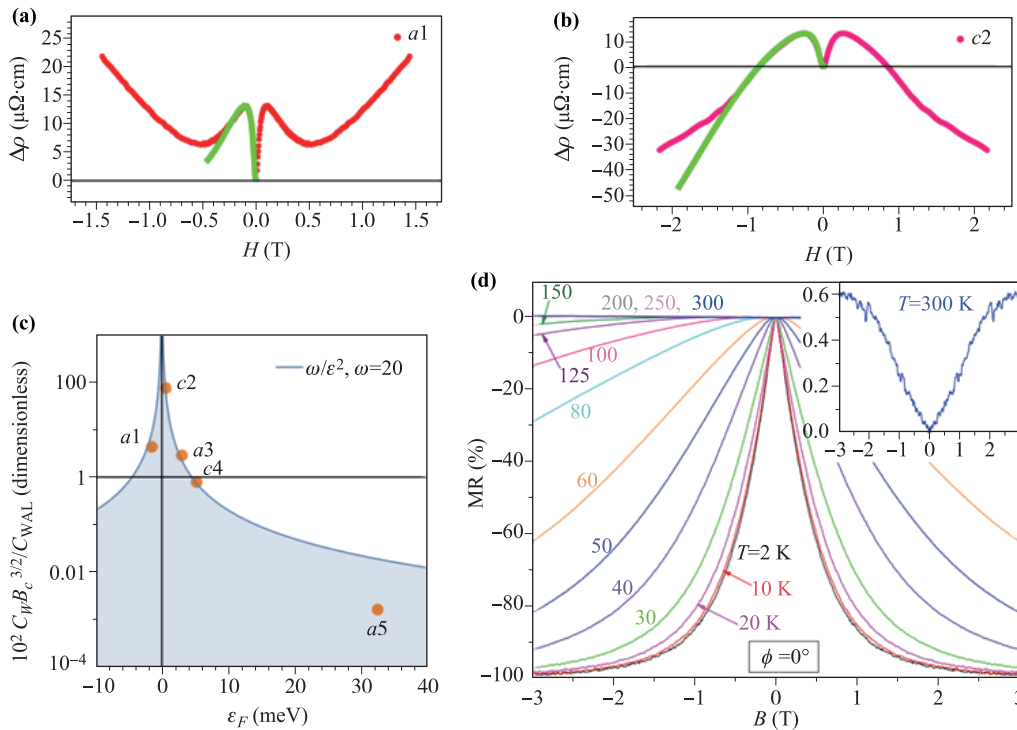 (a)
a1
Δρ (μΩ·cm)
25
20
15
10
5
0
−1.5 −1.0 −0.5 0.0 0.5 1.0 1.5
H (T)
(b)
c2
Δρ (μΩ·cm)
10
0
−10
−20
−30
−40
−50
−2 −1 0 1 2
H (T)
(c)
10² C_W B_c ^3/2/C_WAL (dimensionless)
100
1
0.01
10⁻⁴
ω/ε², ω=20
c2
a1
a3
c4
a5
−10 0 10 20 30 40
ε_F (meV)
(d)
MR (%)
0
−20
−40
−60
−80
−100
150
200, 250, 300
125
100
80
60
50
40
30
T=2 K
10 K
20 K
ϕ =0°
−3 −2 −1 0 1 2 3
B (T)
0.6
0.4
0.2
0.0
T=300 K
−3 −2 −1 0 1 2 3